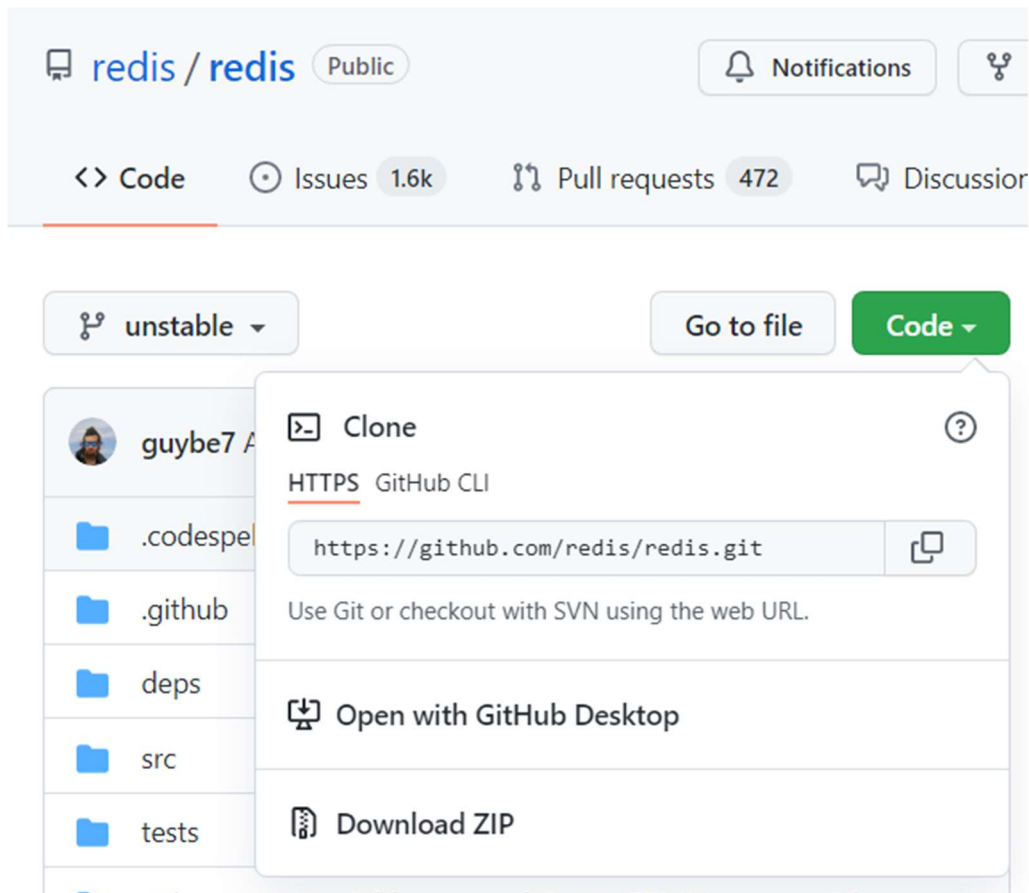 redis / redis Public Notifications
Code Issues 1.6k Pull requests 472 Discussion
unstable Go to file Code
guybe7 A
Clone
HTTPS GitHub CLI
.codespel
https://github.com/redis/redis.git
.github
Use Git or checkout with SVN using the web URL.
deps
Open with GitHub Desktop
src
tests
Download ZIP